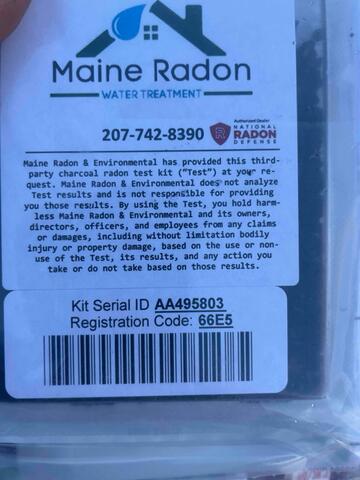 Maine Radon
WATER TREATMENT
207-742-8390
Authorized Dealer
NATIONAL
RADON
DEFENSE
Maine Radon & Environmental has provided this third-
party charcoal radon test kit ("Test") at your re-
quest. Maine Radon & Environmental does not analyze
Test results and is not responsible for providing
you those results. By using the Test, you hold harm-
less Maine Radon & Environmental and its owners,
directors, officers, and employees from any claims
or damages, including without limitation bodily
injury or property damage, based on the use or non-
use of the Test, its results, and any action you
take or do not take based on those results.
Kit Serial ID AA495803
Registration Code: 66E5